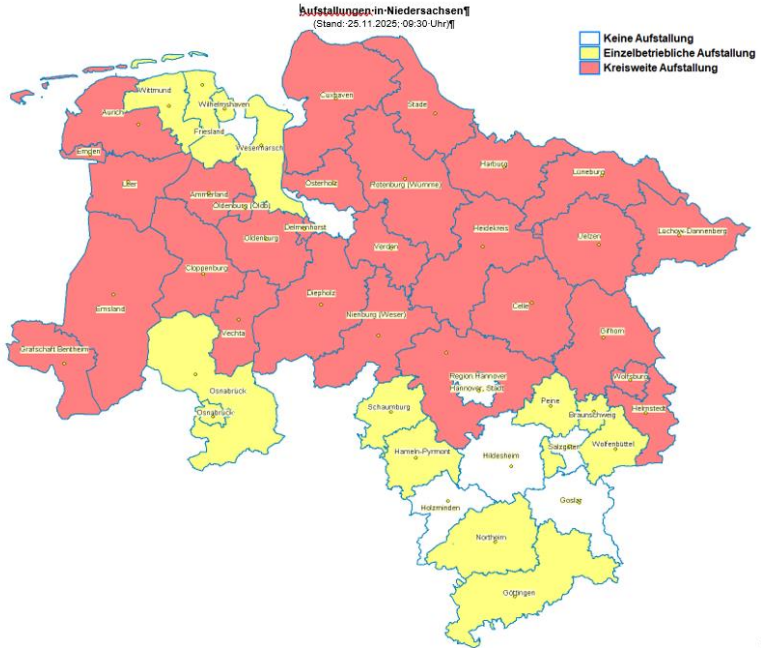 Aufstallungen·in·Niedersachsen¶
(Stand:·25.11.2025;·09:30·Uhr)¶
Keine Aufstallung
Einzelbetriebliche Aufstallung
Kreisweite Aufstallung
Wittmund
Cuxhaven
Stade
Wilhelmshaven
Aurich
Friesland
Wesermarsch
Emden
Harburg
Lüneburg
Leer
Osterholz
Rotenburg (Wümme)
Ammerland
Oldenburg (Oldb)
Delmenhorst
Heidekreis
Uelzen
Lüchow-Dannenberg
Oldenburg
Verden
Cloppenburg
Emsland
Diepholz
Celle
Nienburg (Weser)
Gifhorn
Vechta
Grafschaft Bentheim
Region Hannover
Hannover, Stadt
Wolfsburg
Osnabrück
Schaumburg
Peine
Helmstedt
Osnabrück
Braunschweig
Hameln-Pyrmont
Hildesheim
Salzgitter
Wolfenbüttel
Holzminden
Goslar
Northeim
Göttingen